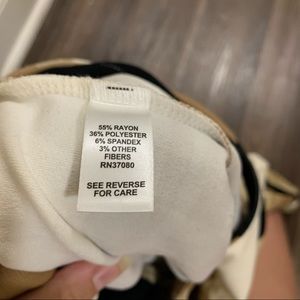 55% RAYON
36% POLYESTER
6% SPANDEX
3% OTHER
FIBERS
RN37080
SEE REVERSE
FOR CARE